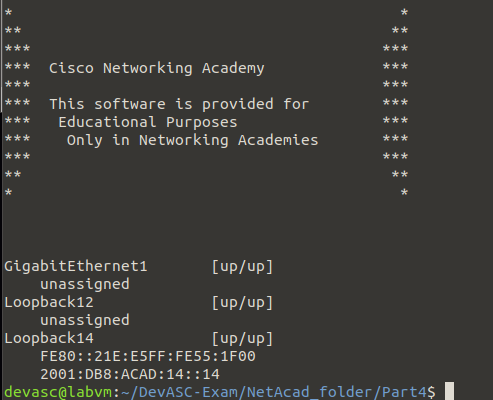 *                                           *
**                                         **
***                                       ***
***  Cisco Networking Academy             ***
***                                       ***
***  This software is provided for        ***
***   Educational Purposes                ***
***    Only in Networking Academies       ***
***                                       ***
**                                         **
*                                           *
GigabitEthernet1       [up/up]
    unassigned
Loopback12             [up/up]
    unassigned
Loopback14             [up/up]
    FE80::21E:E5FF:FE55:1F00
    2001:DB8:ACAD:14::14
devasc@labvm:~/DevASC-Exam/NetAcad_folder/Part4$